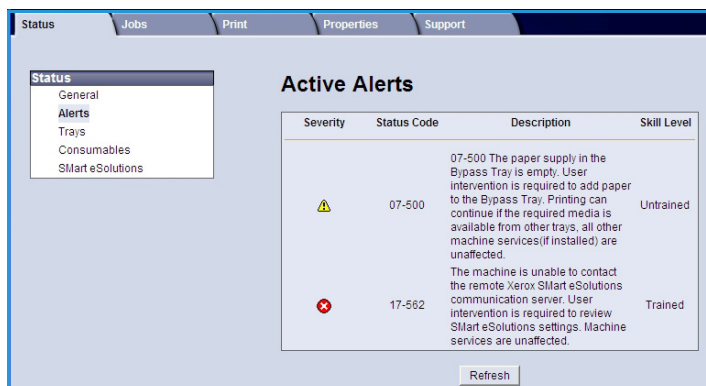 Status Jobs Print Properties Support
Status
General
Alerts
Trays
Consumables
SMart eSolutions
Active Alerts
Severity Status Code Description Skill Level
07-500 The paper supply in the
Bypass Tray is empty. User
intervention is required to add paper
07-500 to the Bypass Tray. Printing can Untrained
continue if the required media is
available from other trays, all other
machine services(if installed) are
unaffected.
The machine is unable to contact
the remote Xerox SMart eSolutions
communication server. User
17-562 intervention is required to review Trained
SMart eSolutions settings. Machine
services are unaffected.
Refresh